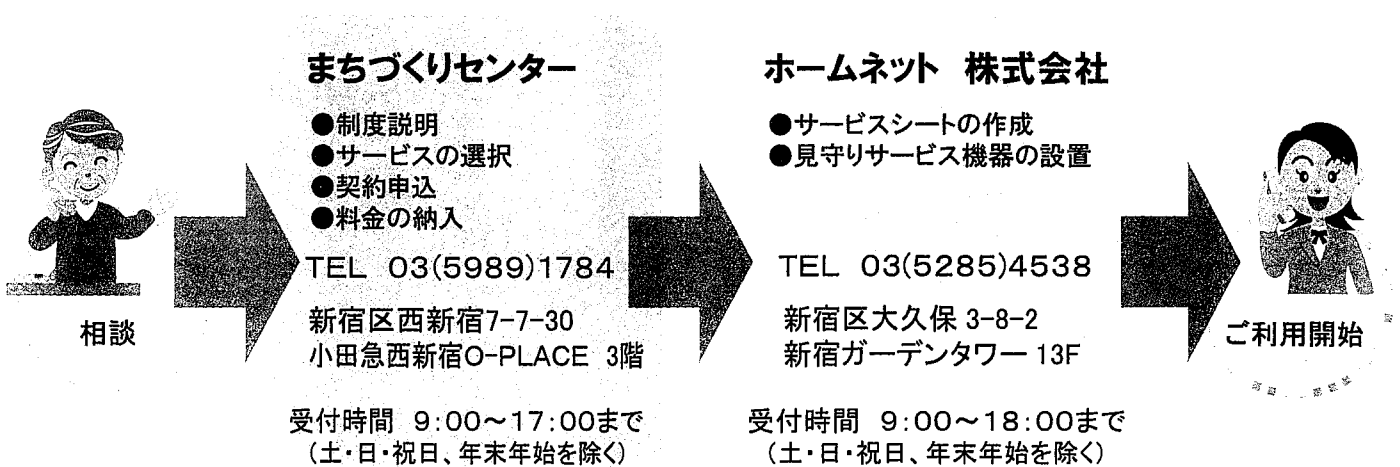 相談
まちづくりセンター
●制度説明
●サービスの選択
●契約申込
●料金の納入
TEL 03(5989)1784
新宿区西新宿7-7-30
小田急西新宿O-PLACE 3階
受付時間 9:00～17:00まで
(土・日・祝日、年末年始を除く)
ホームネット 株式会社
●サービスシートの作成
●見守りサービス機器の設置
TEL 03(5285)4538
新宿区大久保 3-8-2
新宿ガーデンタワー 13F
受付時間 9:00～18:00まで
(土・日・祝日、年末年始を除く)
ご利用開始